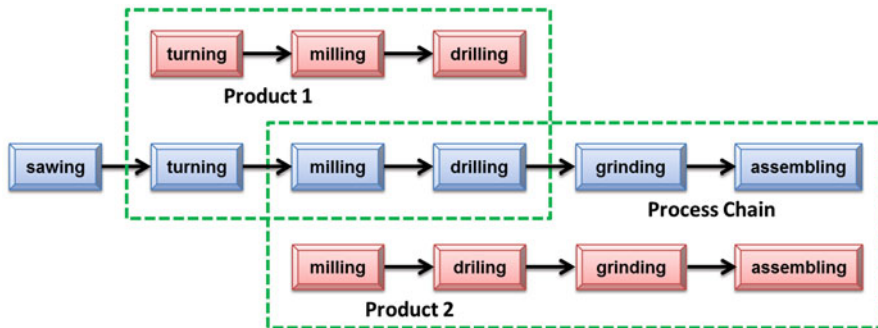 turning milling drilling
Product 1
sawing turning milling drilling grinding assembling
Process Chain
milling driling grinding assembling
Product 2